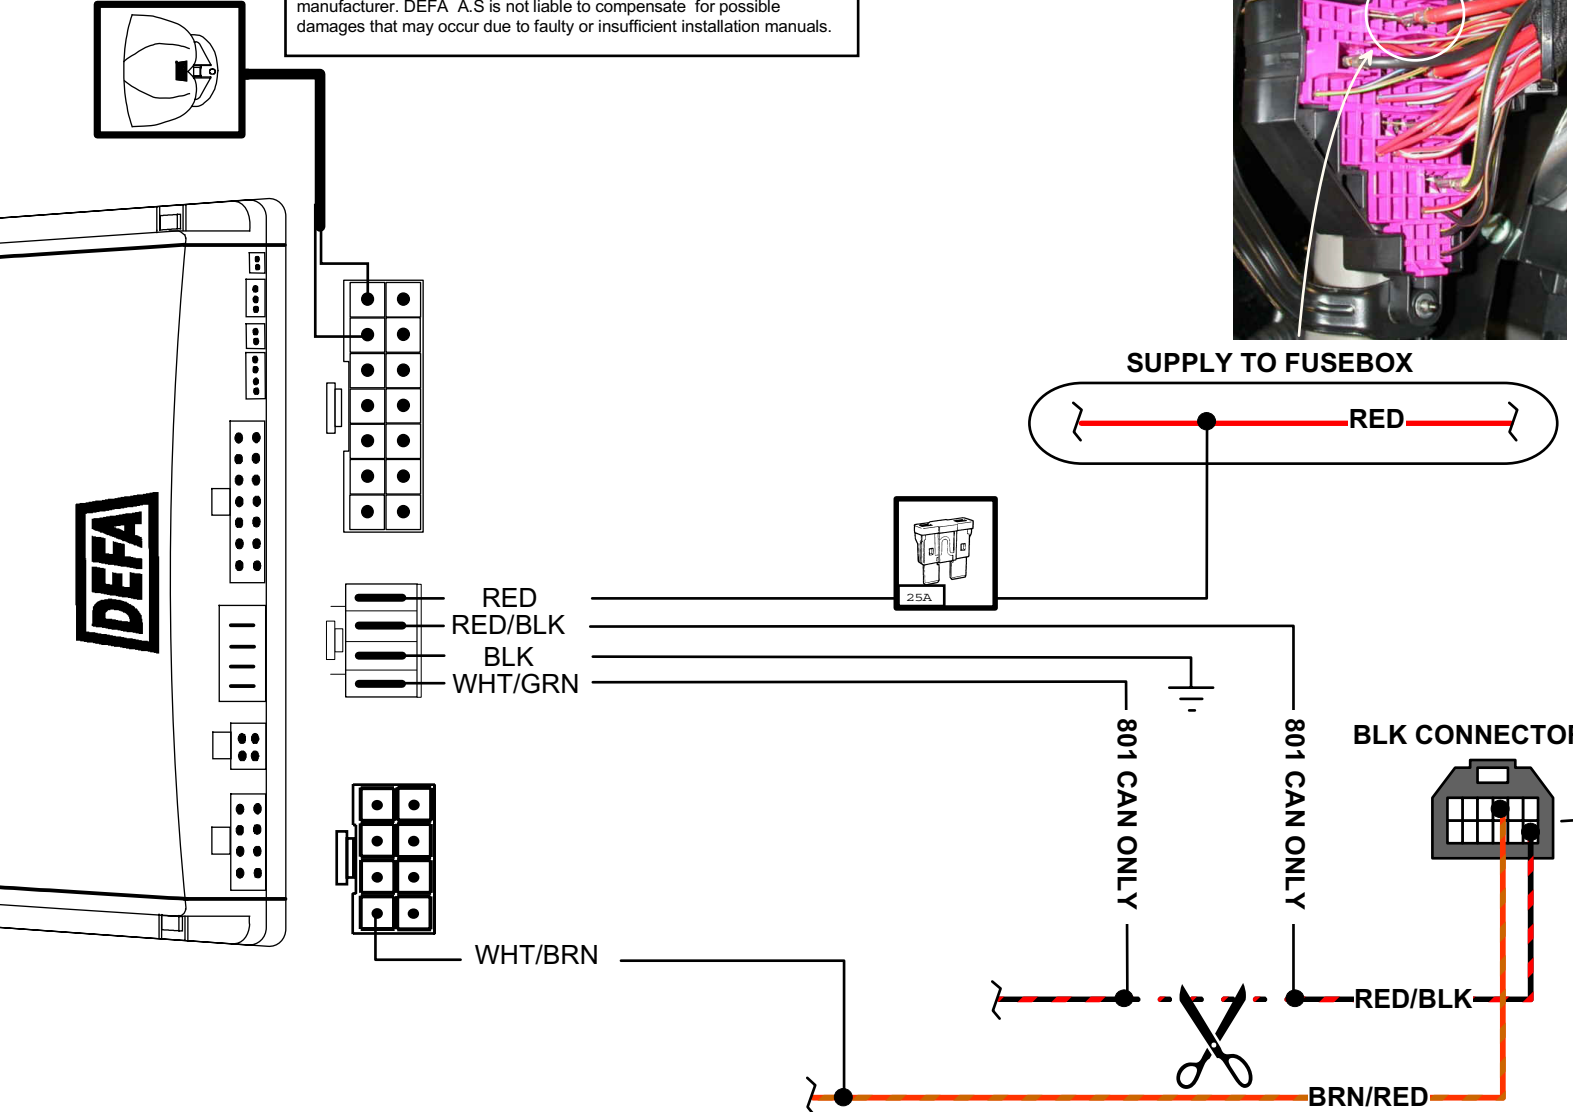 manufacturer. DEFA A.S is not liable to compensate for possible
damages that may occur due to faulty or insufficient installation manuals.
SUPPLY TO FUSEBOX
RED
DEFA
25A
RED
RED/BLK
BLK
WHT/GRN
801 CAN ONLY
801 CAN ONLY
BLK CONNECTOR
WHT/BRN
RED/BLK
BRN/RED